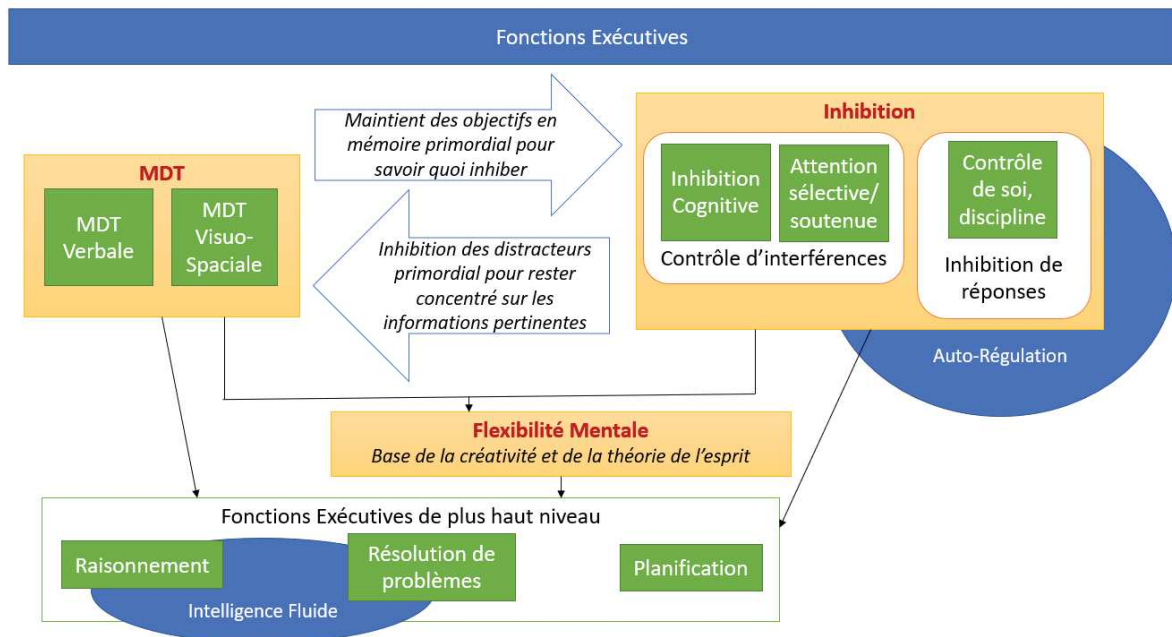 Fonctions Exécutives
Maintient des objectifs en
mémoire primordial pour
savoir quoi inhiber
MDT
MDT
Verbale
MDT
Visuo-
Spaciale
Inhibition des distracteurs
primordial pour rester
concentré sur les
informations pertinentes
Inhibition
Inhibition
Cognitive
Attention
sélective/
soutenue
Contrôle d’interférences
Contrôle
de soi,
discipline
Inhibition de
réponses
Auto-Régulation
Flexibilité Mentale
Base de la créativité et de la théorie de l’esprit
Fonctions Exécutives de plus haut niveau
Raisonnement
Résolution de
problèmes
Planification
Intelligence Fluide